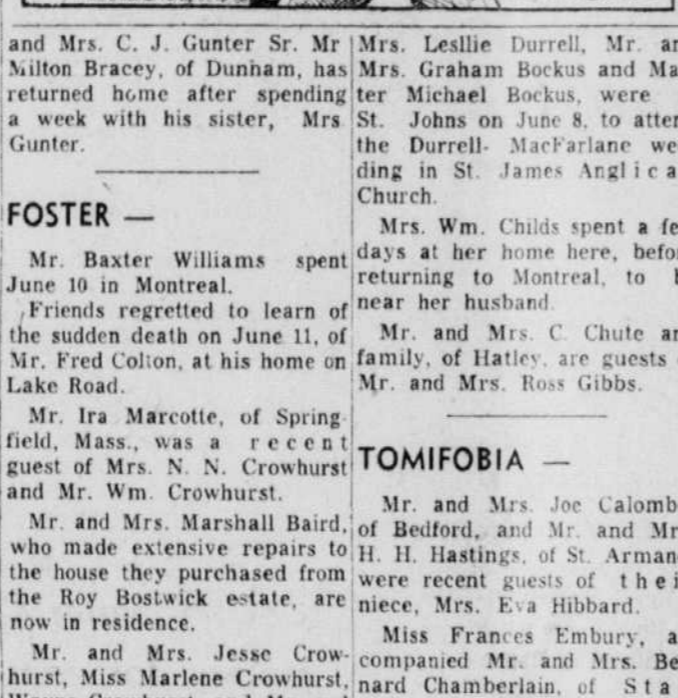 and Mrs. C. J. Gunter Sr. Mr
Milton Bracey, of Dunham, has
returned home after spending
a week with his sister, Mrs
Gunter.
FOSTER —
Mr. Baxter Williams spent
June 10 in Montreal.
Friends regretted to learn of
the sudden death on June 11, of
Mr. Fred Colton, at his home on
Lake Road.
Mr. Ira Marcotte, of Spring-
field, Mass., was a recent
guest of Mrs. N. N. Crowhurst
and Mr. Wm. Crowhurst.
Mr. and Mrs. Marshall Baird,
who made extensive repairs to
the house they purchased from
the Roy Bostwick estate, are
now in residence.
Mr. and Mrs. Jesse Crow-
hurst, Miss Marlene Crowhurst,
Mrs. Lesllie Durrell, Mr. an
Mrs. Graham Bockus and Ma
ter Michael Bockus, were
St. Johns on June 8, to atten
the Durrell- MacFarlane we
ding in St. James Anglica
Church.
Mrs. Wm. Childs spent a fe
days at her home here, befor
returning to Montreal, to b
near her husband.
Mr. and Mrs. C. Chute an
family, of Hatley, are guests
Mr. and Mrs. Ross Gibbs.
TOMIFOBIA —
Mr. and Mrs. Joe Calomb
of Bedford, and Mr. and Mr
H. H. Hastings, of St. Arman
were recent guests of thei
niece, Mrs. Eva Hibbard.
Miss Frances Embury, a
companied Mr. and Mrs. Be
nard Chamberlain, of Sta